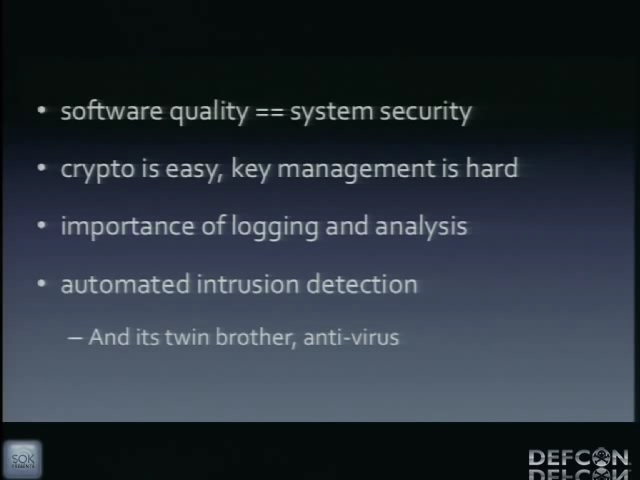 • software quality == system security
• crypto is easy, key management is hard
• importance of logging and analysis
• automated intrusion detection
– And its twin brother, anti-virus
SOK
DEFCON